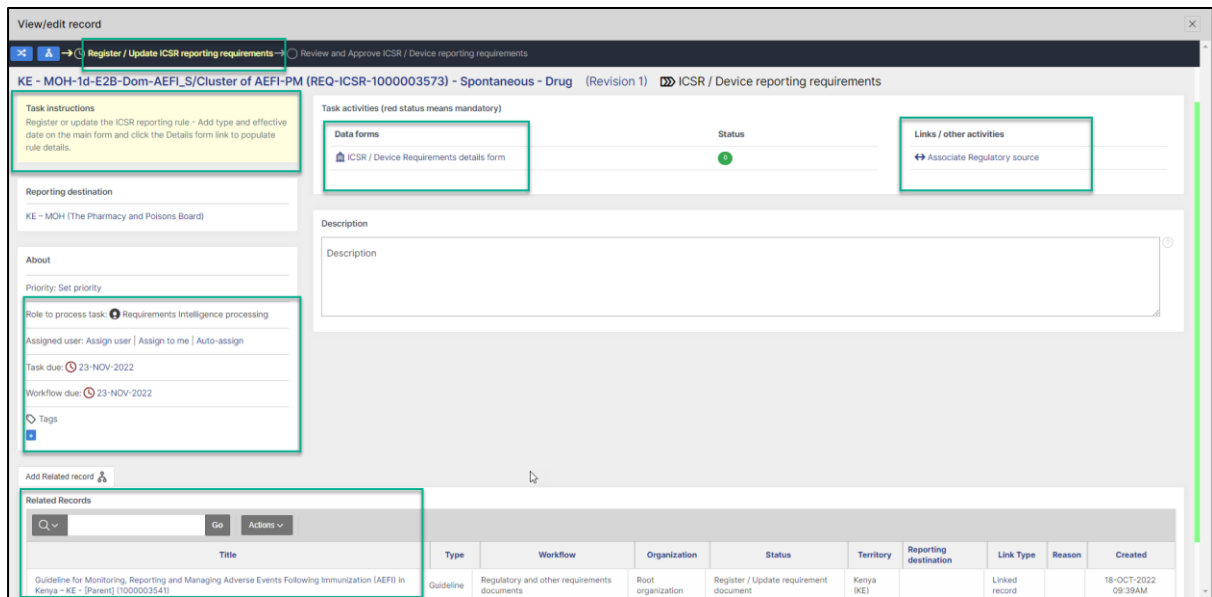 View/edit record
Register / Update ICSR reporting requirements
Review and Approve ICSR / Device reporting requirements
KE - MOH-1d-E2B-Dom-AEFI_S/Cluster of AEFI-PM (REQ-ICSR-1000003573) - Spontaneous - Drug (Revision 1) ICSR / Device reporting requirements
Task instructions
Register or update the ICSR reporting rule - Add type and effective
date on the main form and click the Details form link to populate
rule details.
Reporting destination
KE – MOH (The Pharmacy and Poisons Board)
About
Priority: Set priority
Role to process task: Requirements Intelligence processing
Assigned user: Assign user | Assign to me | Auto-assign
Task due: 23-NOV-2022
Workflow due: 23-NOV-2022
Tags
+
Task activities (red status means mandatory)
Data forms Status Links / other activities
ICSR / Device Requirements details form 0 Associate Regulatory source
Description
Description
Add Related record
Related Records
Go Actions
Title Type Workflow Organization Status Territory Reporting destination Link Type Reason Created
Guideline for Monitoring, Reporting and Managing Adverse Events Following Immunization (AEFI) in
Kenya – KE - [Parent] (1000003541)
Guideline
Regulatory and other requirements
documents
Root
organization
Register / Update requirement
document
Kenya
(KE)
Linked
record
18-OCT-2022
09:39AM